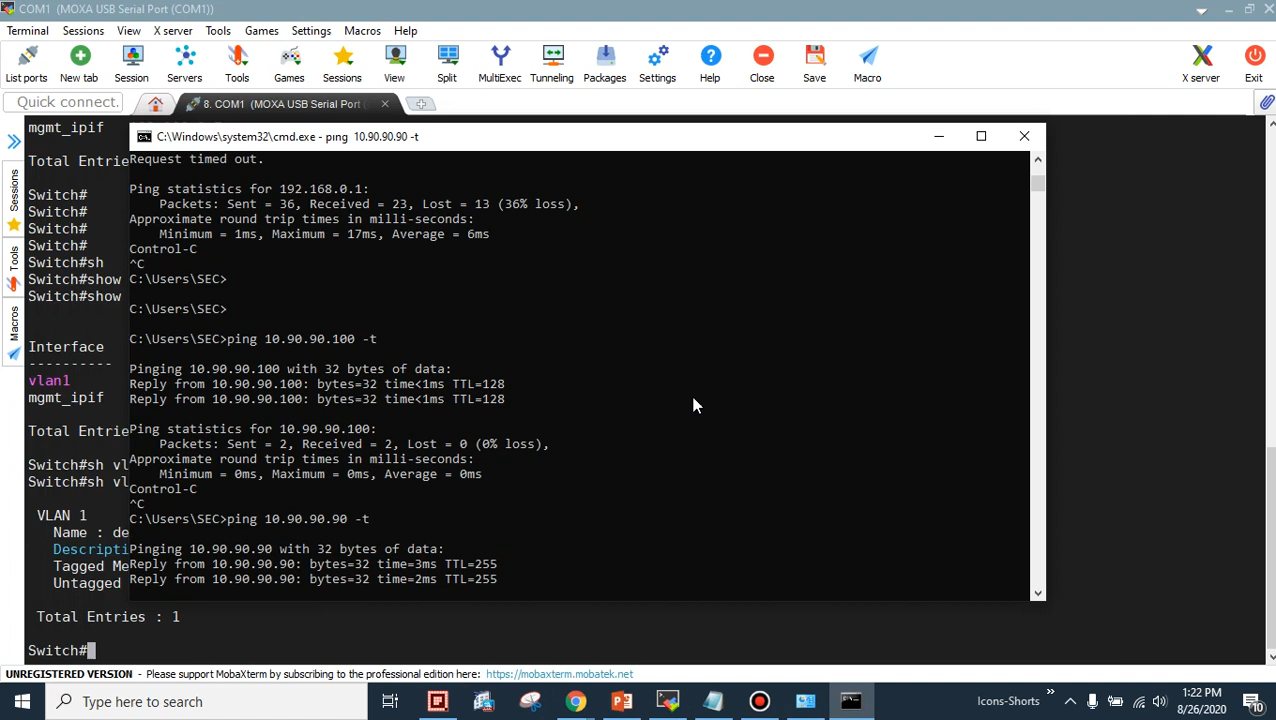 COM1 (MOXA USB Serial Port (COM1))
Terminal Sessions View X server Tools Games Settings Macros Help
List ports New tab Session Servers Tools Games Sessions View Split MultiExec Tunneling Packages Settings Help Close Save Macro X server Exit
Quick connect.
8. COM1 (MOXA USB Serial Port
Sessions
Tools
Macros
mgmt_ipif
Total Entrie
Switch#
Switch#
Switch#
Switch#
Switch#sh
Switch#show
Switch#show
Interface
----------
vlan1
mgmt_ipif
Total Entrie
Switch#sh vl
Switch#sh vl
VLAN 1
Name : de
Descripti
Tagged Me
Untagged
Total Entries : 1
Switch#
C:\Windows\system32\cmd.exe - ping 10.90.90.90 -t
Request timed out.
Ping statistics for 192.168.0.1:
Packets: Sent = 36, Received = 23, Lost = 13 (36% loss),
Approximate round trip times in milli-seconds:
Minimum = 1ms, Maximum = 17ms, Average = 6ms
Control-C
^C
C:\Users\SEC>
C:\Users\SEC>
C:\Users\SEC>ping 10.90.90.100 -t
Pinging 10.90.90.100 with 32 bytes of data:
Reply from 10.90.90.100: bytes=32 time<1ms TTL=128
Reply from 10.90.90.100: bytes=32 time<1ms TTL=128
Ping statistics for 10.90.90.100:
Packets: Sent = 2, Received = 2, Lost = 0 (0% loss),
Approximate round trip times in milli-seconds:
Minimum = 0ms, Maximum = 0ms, Average = 0ms
Control-C
^C
C:\Users\SEC>ping 10.90.90.90 -t
Pinging 10.90.90.90 with 32 bytes of data:
Reply from 10.90.90.90: bytes=32 time=3ms TTL=255
Reply from 10.90.90.90: bytes=32 time=2ms TTL=255
UNREGISTERED VERSION - Please support MobaXterm by subscribing to the professional edition here: https://mobaxterm.mobatek.net
Type here to search
Icons-Shorts
1:22 PM
8/26/2020
10